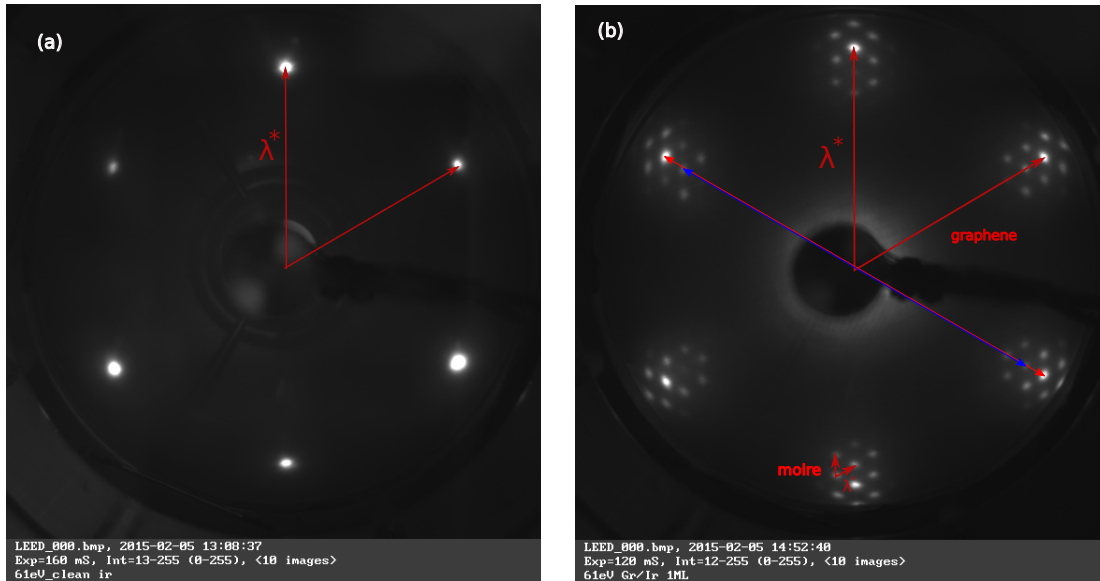 (a)
λ*
LEED_000.bmp, 2015-02-05 13:08:37
Exp=160 mS, Int=13-255 (0-255), <10 images>
61eV_clean ir
(b)
λ*
graphene
moire
λ
λ
LEED_000.bmp, 2015-02-05 14:52:40
Exp=120 mS, Int=12-255 (0-255), <10 images>
61eV Gr/Ir 1ML